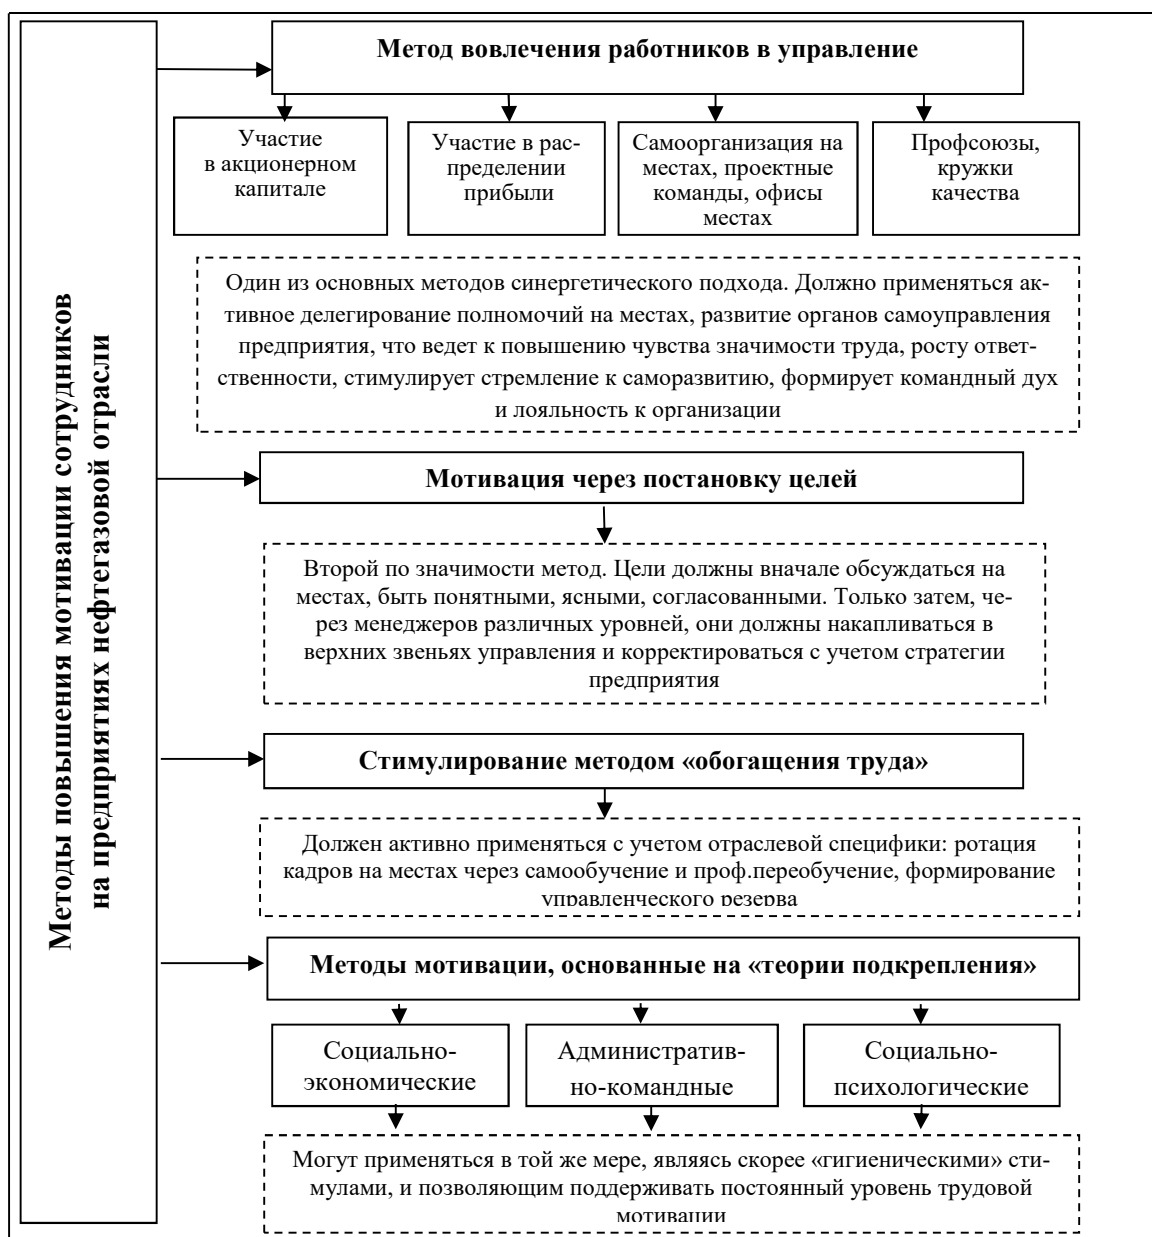 Методы повышения мотивации сотрудников
на предприятиях нефтегазовой отрасли
Метод вовлечения работников в управление
Участие
в акционерном
капитале
Участие в рас-
пределении
прибыли
Самоорганизация на
местах, проектные
команды, офисы
местах
Профсоюзы,
кружки
качества
Один из основных методов синергетического подхода. Должно применяться ак-
тивное делегирование полномочий на местах, развитие органов самоуправления
предприятия, что ведет к повышению чувства значимости труда, росту ответ-
ственности, стимулирует стремление к саморазвитию, формирует командный дух
и лояльность к организации
Мотивация через постановку целей
Второй по значимости метод. Цели должны вначале обсуждаться на
местах, быть понятными, ясными, согласованными. Только затем, че-
рез менеджеров различных уровней, они должны накапливаться в
верхних звеньях управления и корректироваться с учетом стратегии
предприятия
Стимулирование методом «обогащения труда»
Должен активно применяться с учетом отраслевой специфики: ротация
кадров на местах через самообучение и проф.переобучение, формирование
управленческого резерва
Методы мотивации, основанные на «теории подкрепления»
Социально-
экономические
Административ-
но-командные
Социально-
психологические
Могут применяться в той же мере, являясь скорее «гигиеническими» сти-
мулами, и позволяющим поддерживать постоянный уровень трудовой
мотивации